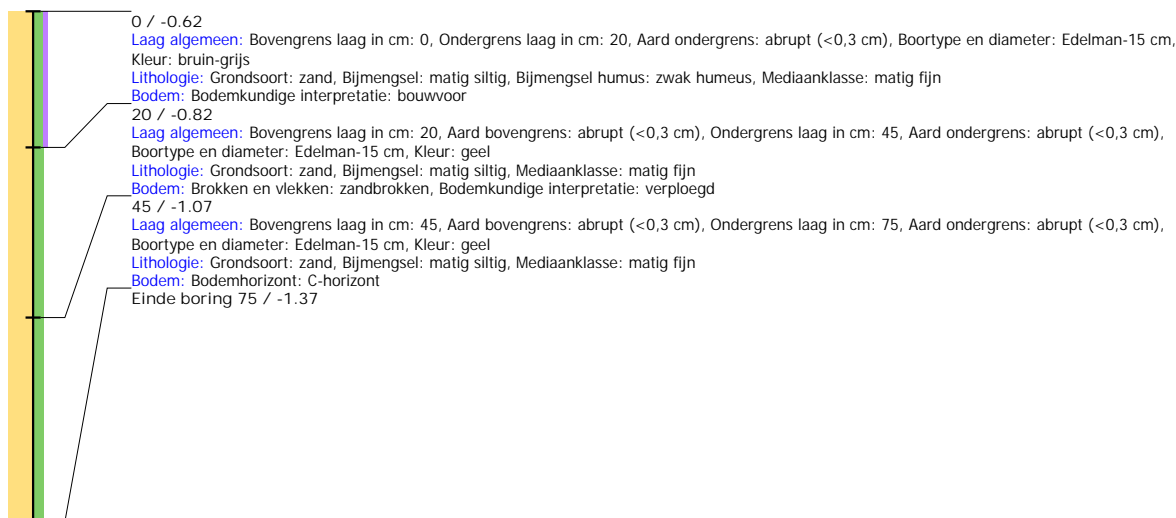 0 / -0.62
Laag algemeen: Bovengrens laag in cm: 0, Ondergrens laag in cm: 20, Aard ondergrens: abrupt (<0,3 cm), Boortype en diameter: Edelman-15 cm,
Kleur: bruin-grijs
Lithologie: Grondsoort: zand, Bijmengsel: matig siltig, Bijmengsel humus: zwak humeus, Mediaanklasse: matig fijn
Bodem: Bodemkundige interpretatie: bouwvoor
20 / -0.82
Laag algemeen: Bovengrens laag in cm: 20, Aard bovengrens: abrupt (<0,3 cm), Ondergrens laag in cm: 45, Aard ondergrens: abrupt (<0,3 cm),
Boortype en diameter: Edelman-15 cm, Kleur: geel
Lithologie: Grondsoort: zand, Bijmengsel: matig siltig, Mediaanklasse: matig fijn
Bodem: Brokken en vlekken: zandbrokken, Bodemkundige interpretatie: verploegd
45 / -1.07
Laag algemeen: Bovengrens laag in cm: 45, Aard bovengrens: abrupt (<0,3 cm), Ondergrens laag in cm: 75, Aard ondergrens: abrupt (<0,3 cm),
Boortype en diameter: Edelman-15 cm, Kleur: geel
Lithologie: Grondsoort: zand, Bijmengsel: matig siltig, Mediaanklasse: matig fijn
Bodem: Bodemhorizont: C-horizont
Einde boring 75 / -1.37